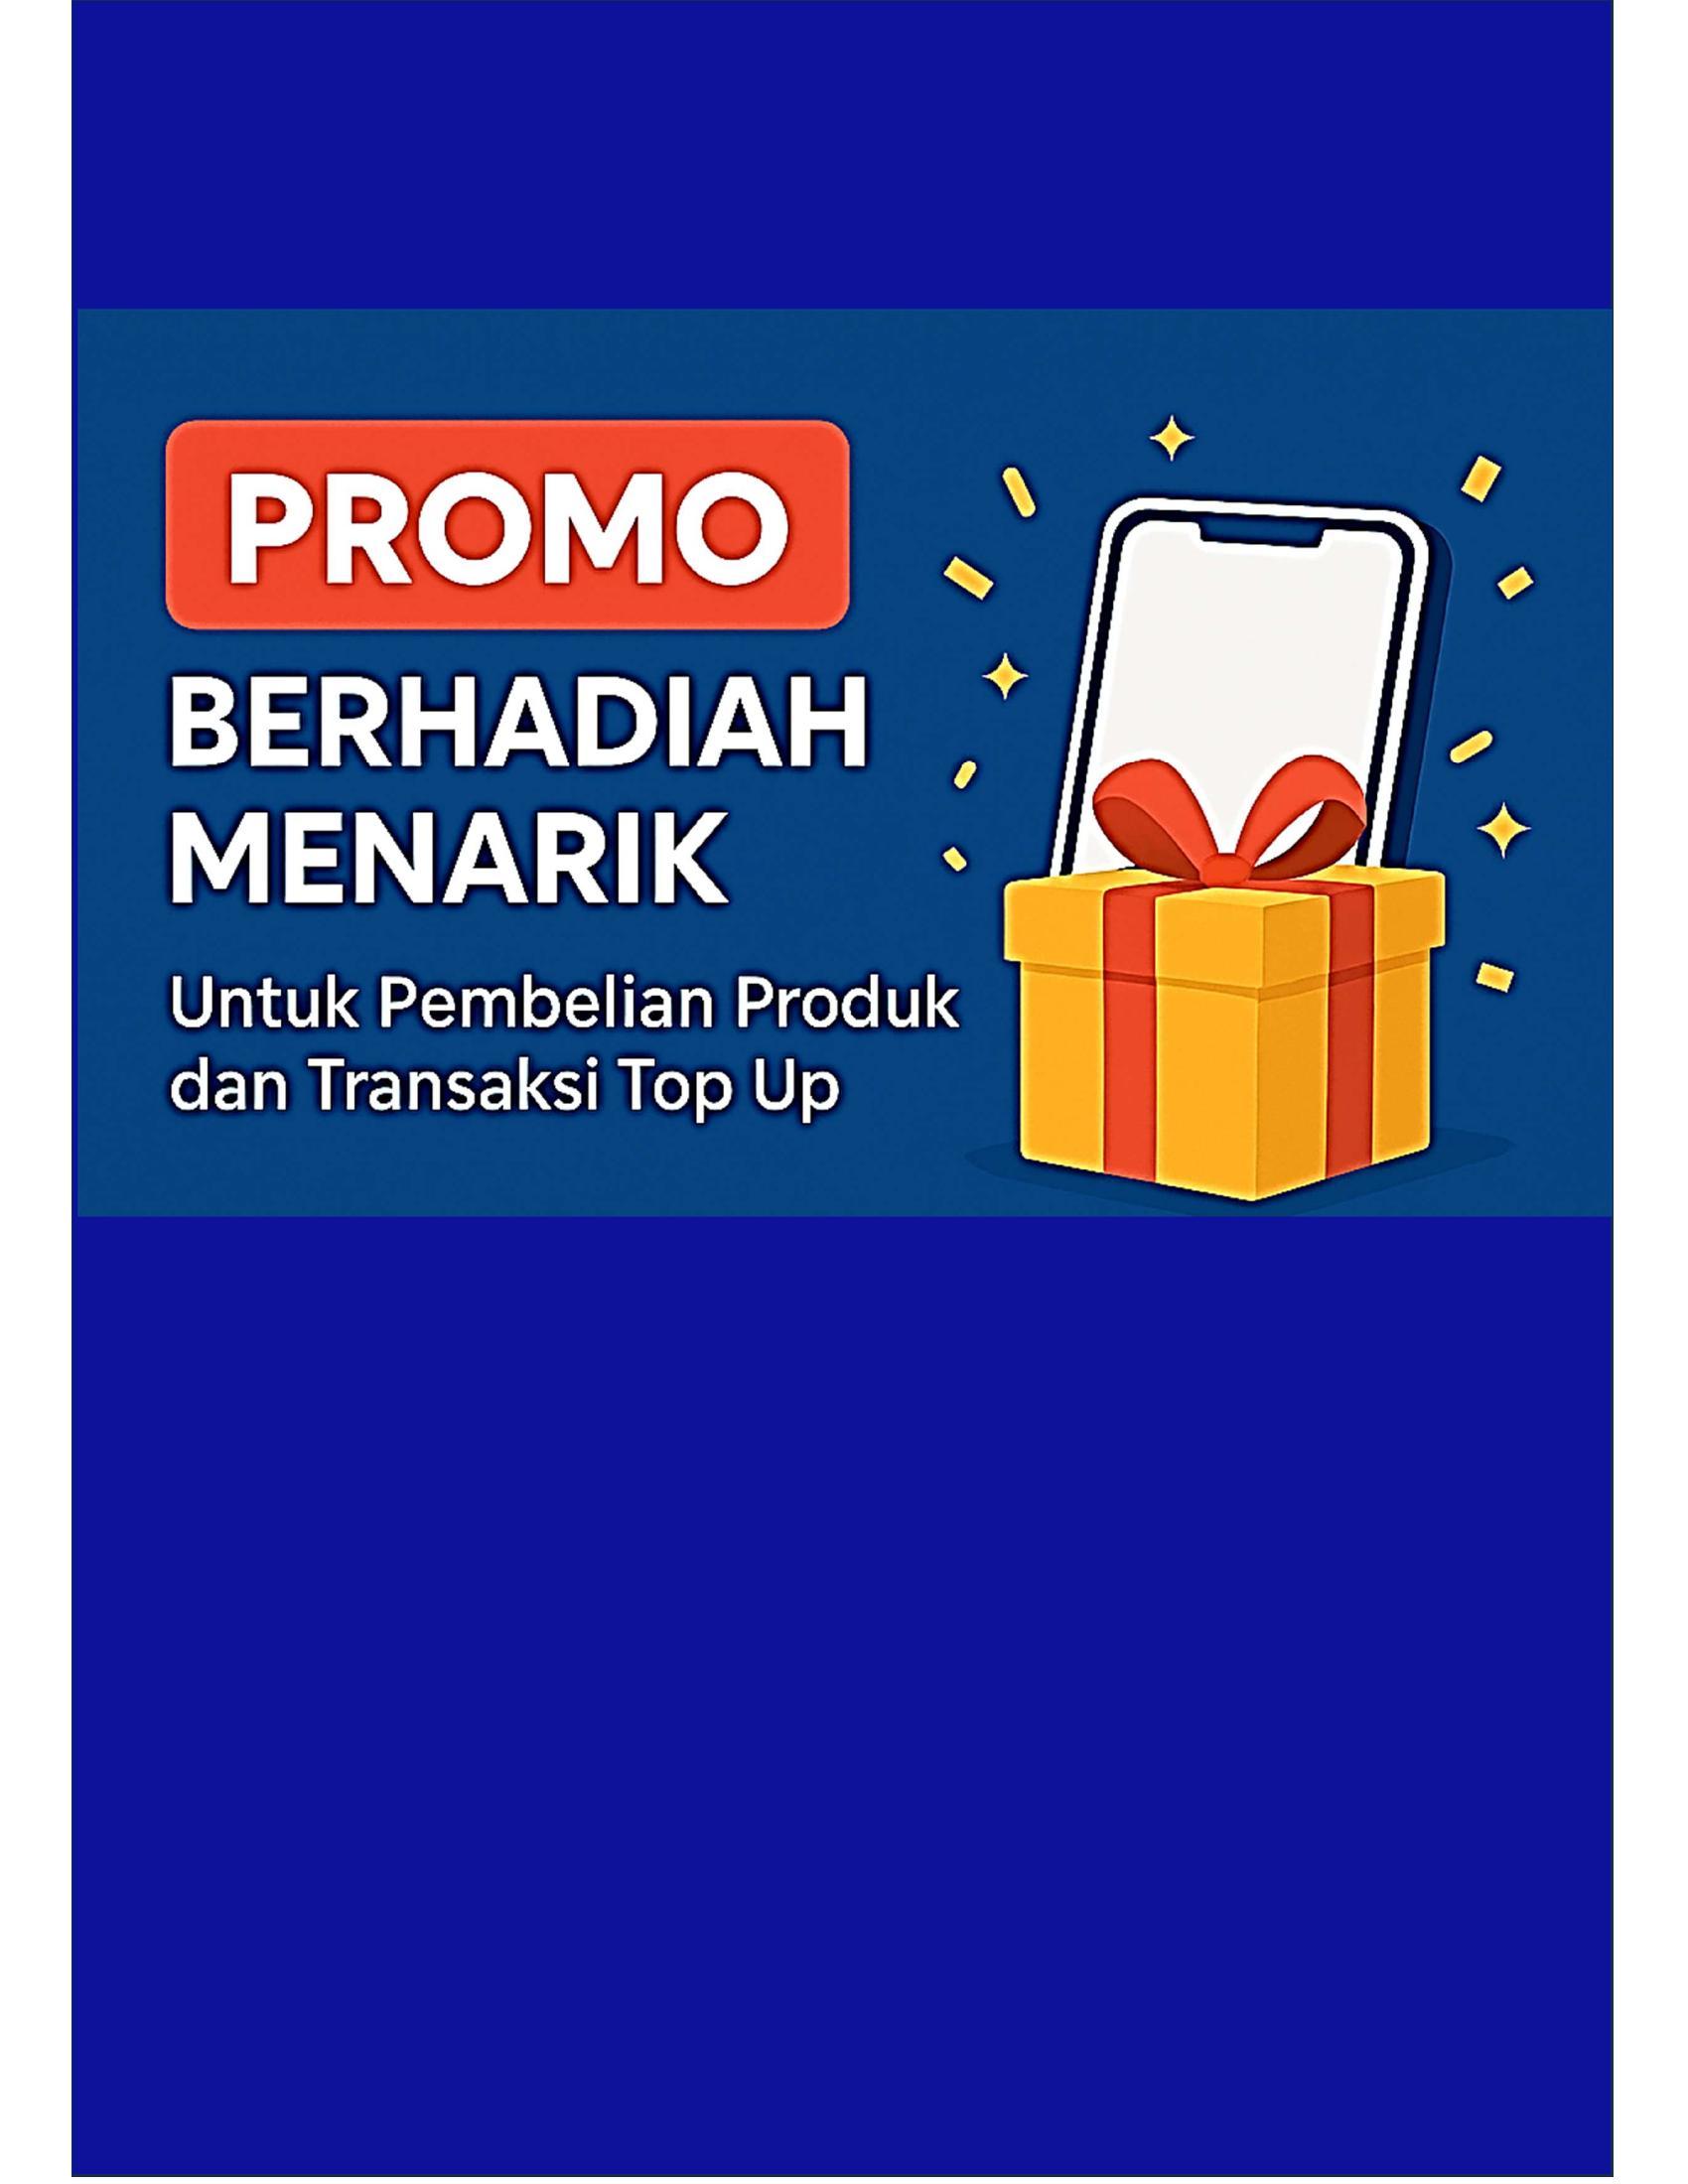 PROMO
BERHADIAH
MENARIK
Untuk Pembelian Produk
dan Transaksi Top Up